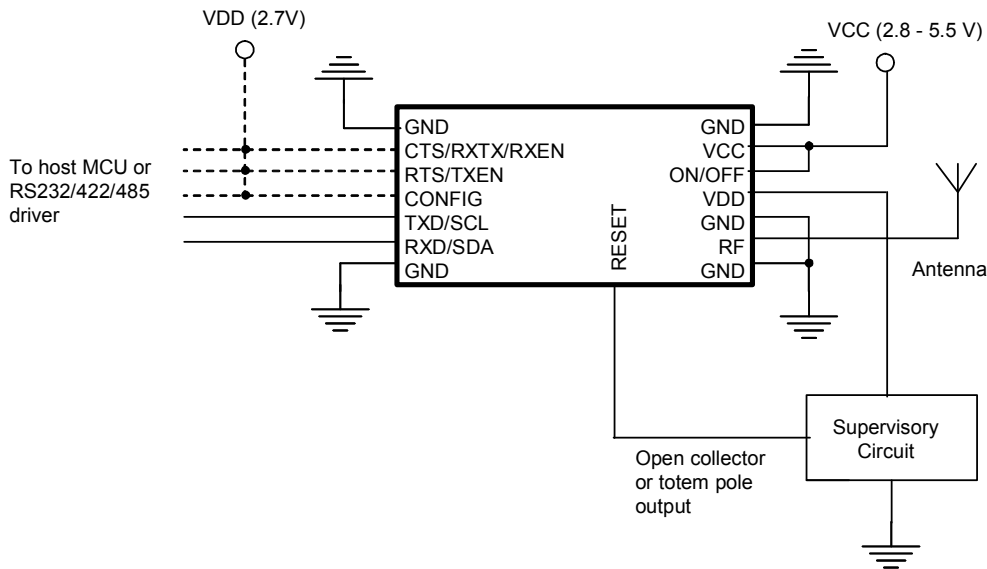 VDD (2.7V)
VCC (2.8 - 5.5 V)
To host MCU or
RS232/422/485
driver
GND
CTS/RXTX/RXEN
RTS/TXEN
CONFIG
TXD/SCL
RXD/SDA
GND
RESET
GND
VCC
ON/OFF
VDD
GND
RF
GND
Antenna
Open collector
or totem pole
output
Supervisory
Circuit